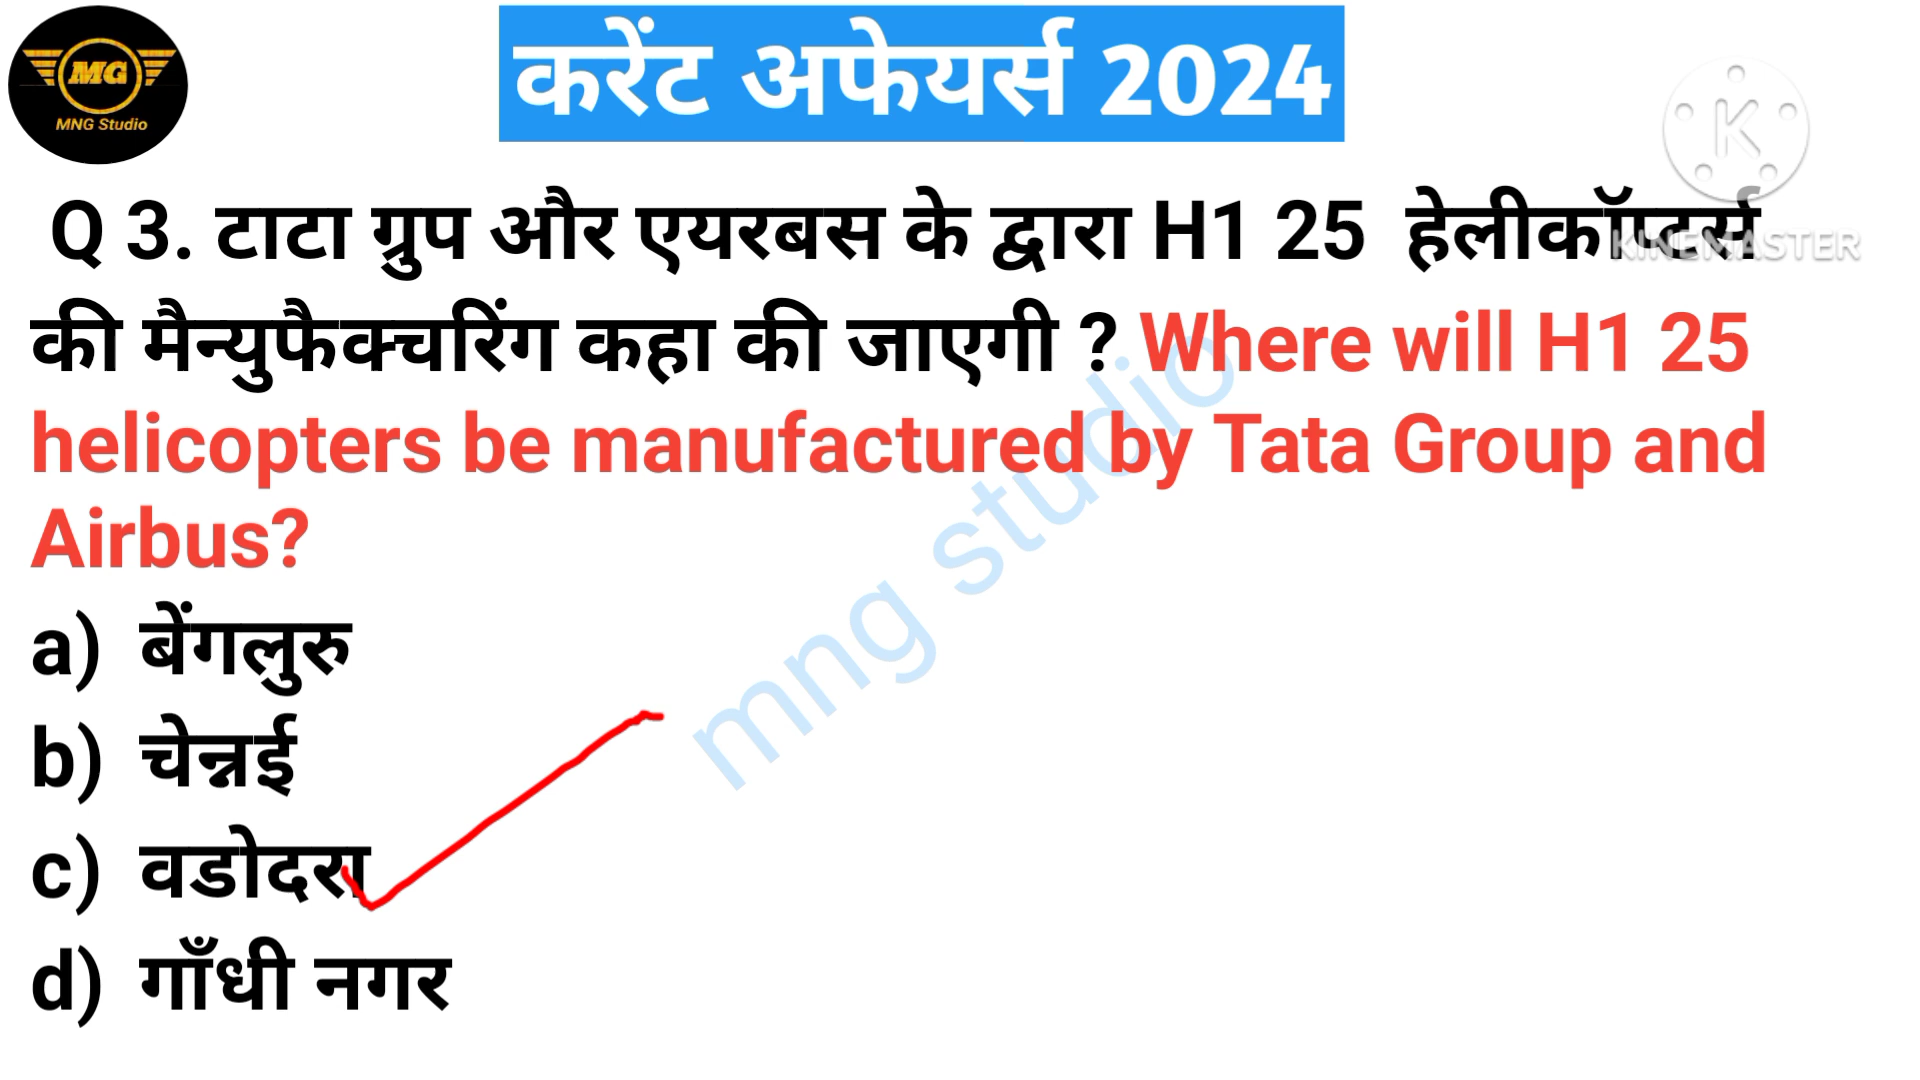 MG
MNG Studio
करेंट अफेयर्स 2024
K
KINEMASTER
Q 3. टाटा ग्रुप और एयरबस के द्वारा H1 25 हेलीकॉप्टर्स
की मैन्युफैक्चरिंग कहा की जाएगी ? Where will H1 25
helicopters be manufactured by Tata Group and
Airbus?
mng studio
a) बेंगलुरु
b) चेन्नई
c) वडोदरा
d) गाँधी नगर